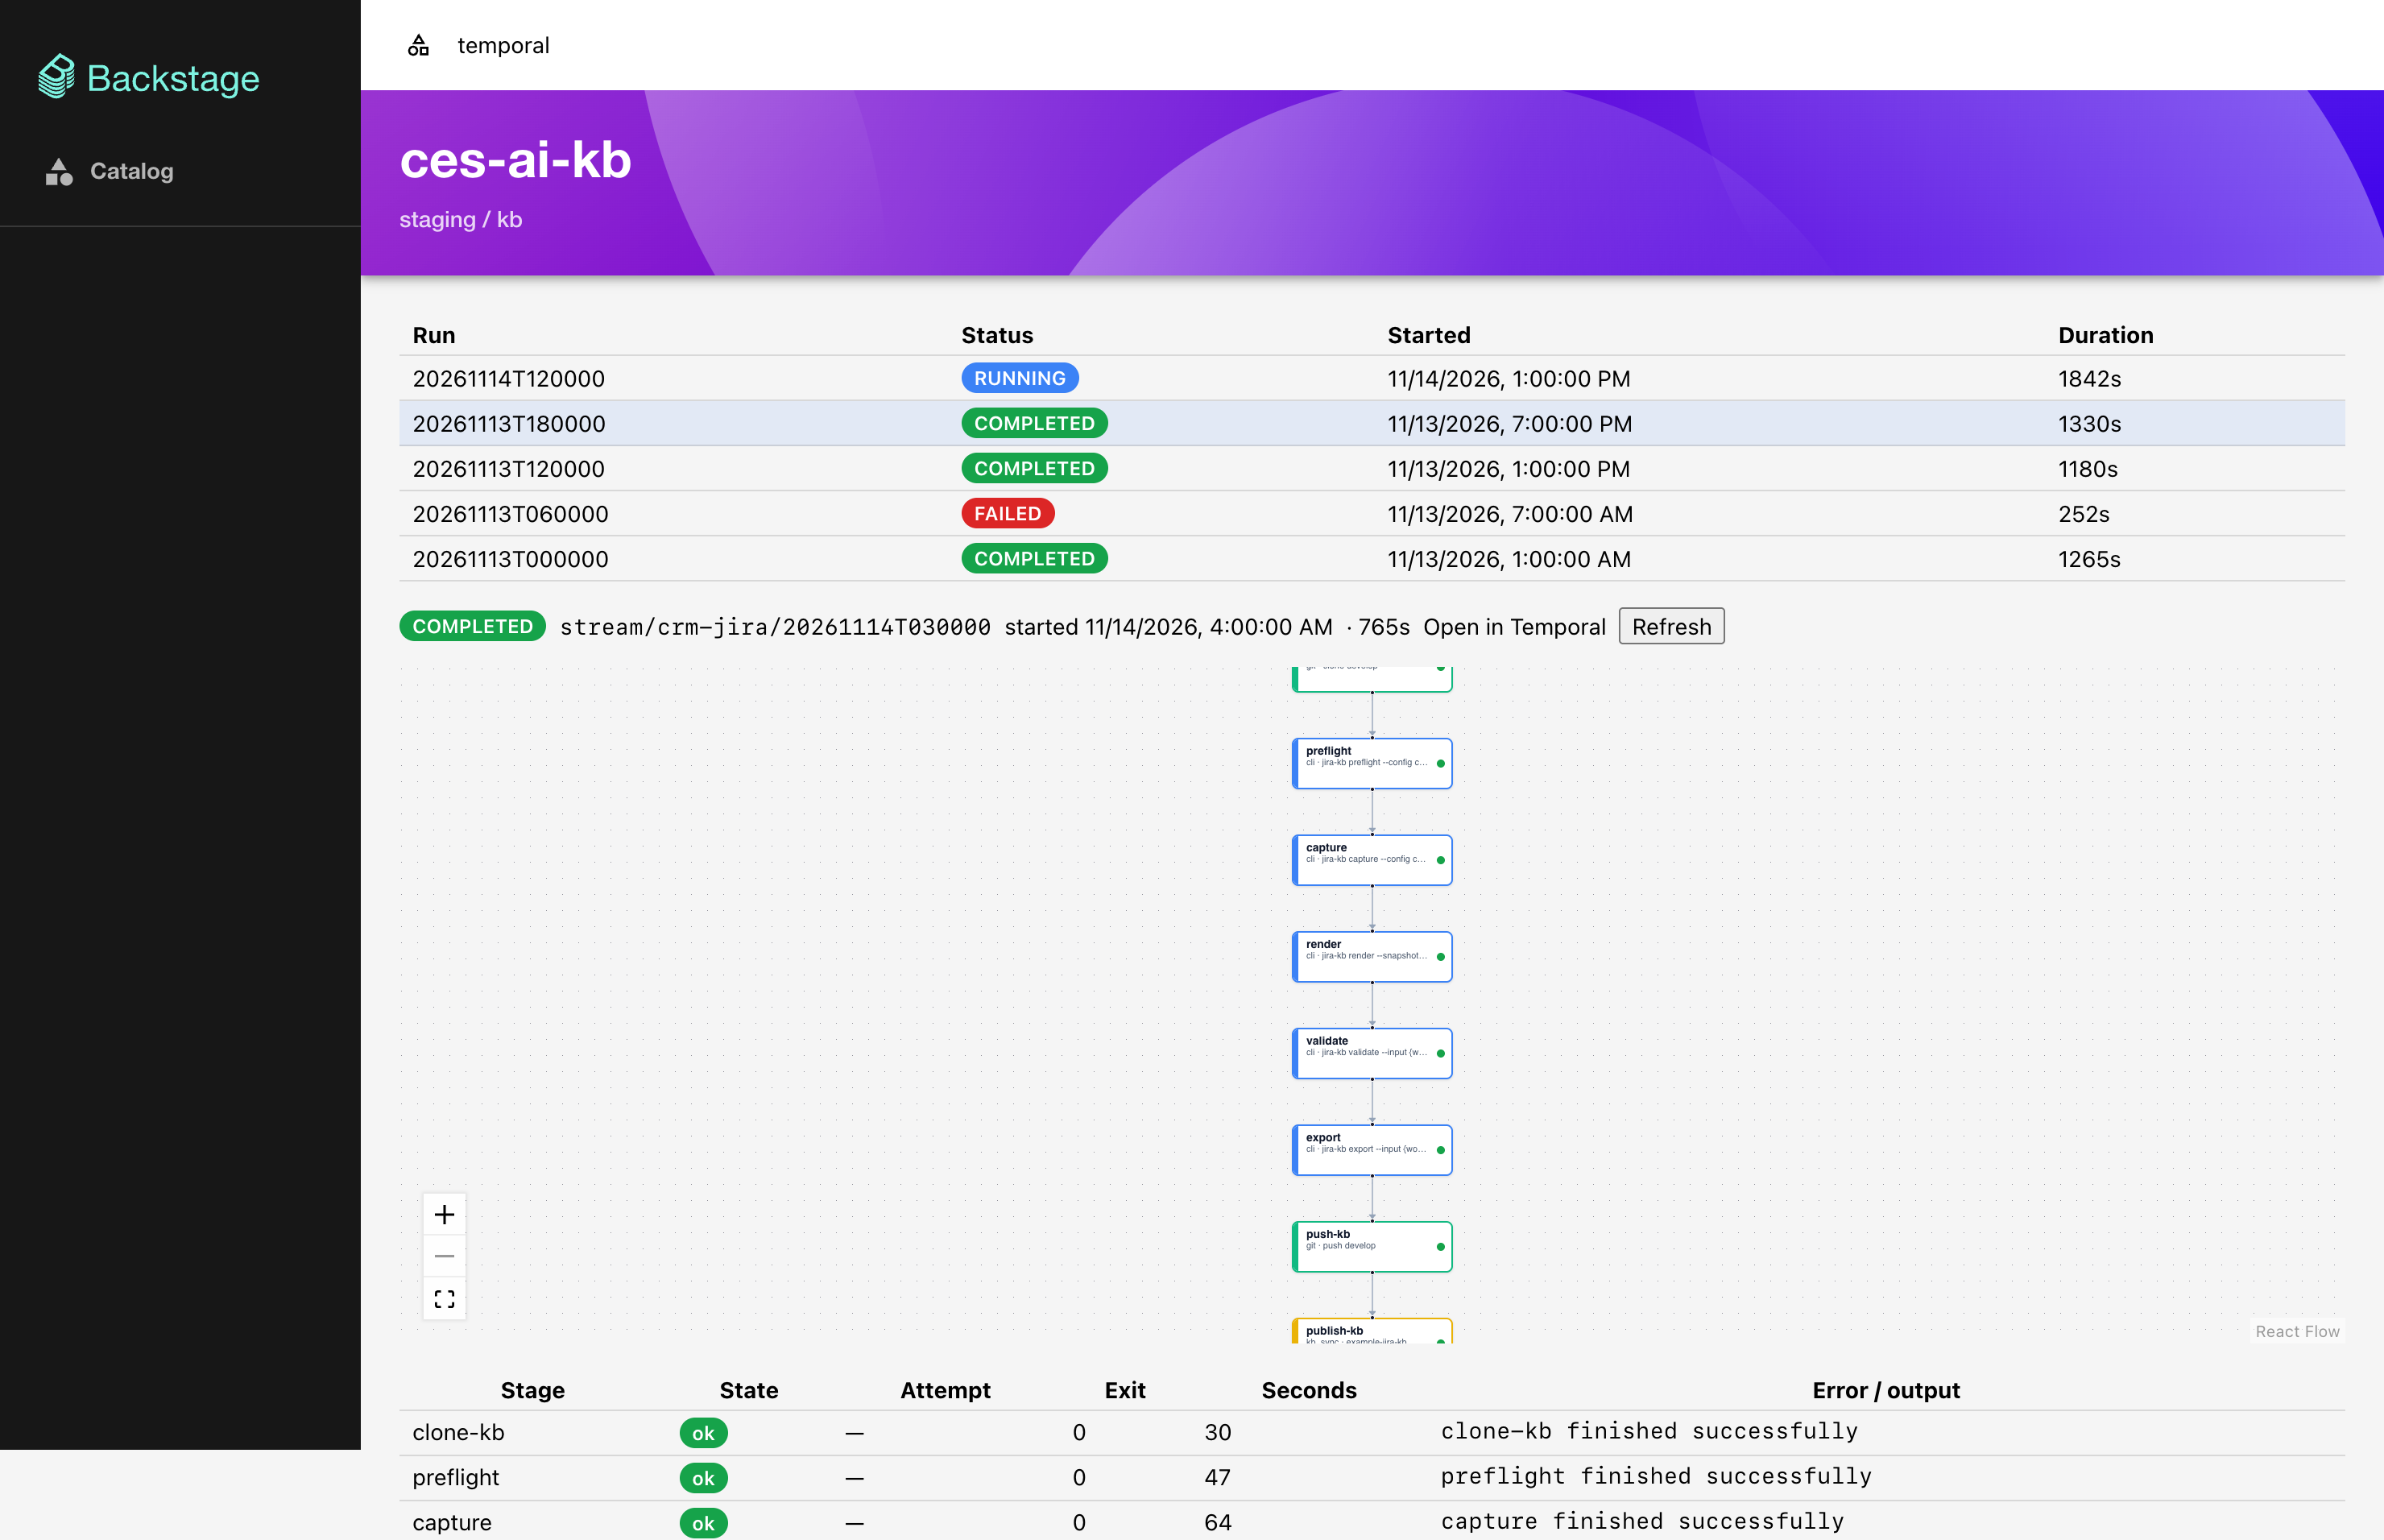 Backstage
Catalog
temporal
ces-ai-kb
staging / kb
Run Status Started Duration
20261114T120000 RUNNING 11/14/2026, 1:00:00 PM 1842s
20261113T180000 COMPLETED 11/13/2026, 7:00:00 PM 1330s
20261113T120000 COMPLETED 11/13/2026, 1:00:00 PM 1180s
20261113T060000 FAILED 11/13/2026, 7:00:00 AM 252s
20261113T000000 COMPLETED 11/13/2026, 1:00:00 AM 1265s
COMPLETED stream/crm-jira/20261114T030000 started 11/14/2026, 4:00:00 AM · 765s Open in Temporal Refresh
preflight
cli · jira-kb preflight --config c...
capture
cli · jira-kb capture --config c...
render
cli · jira-kb render --snapshot...
validate
cli · jira-kb validate --input {w...
export
cli · jira-kb export --input {wo...
push-kb
git · push develop
publish-kb
React Flow
Stage State Attempt Exit Seconds Error / output
clone-kb ok — 0 30 clone-kb finished successfully
preflight ok — 0 47 preflight finished successfully
capture ok — 0 64 capture finished successfully